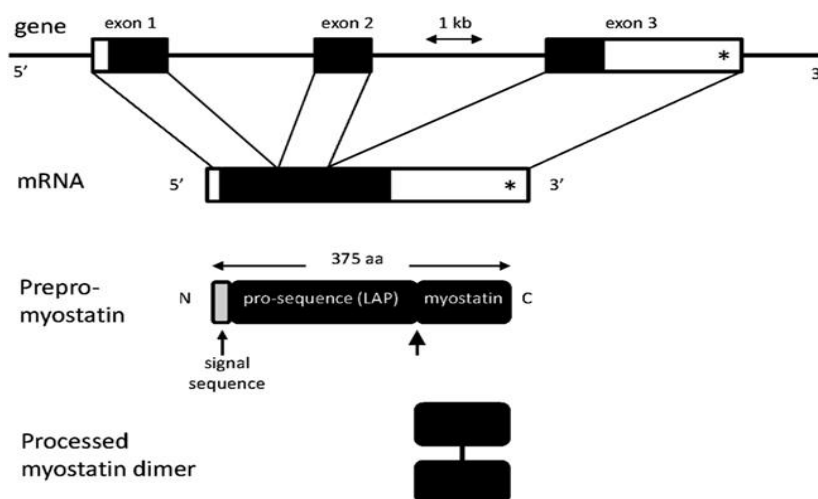 gene
exon 1
exon 2
1 kb
exon 3
*
5′
3
mRNA
5′
*
3′
375 aa
Prepro-
myostatin
N
pro-sequence (LAP)
myostatin
C
signal
sequence
Processed
myostatin dimer